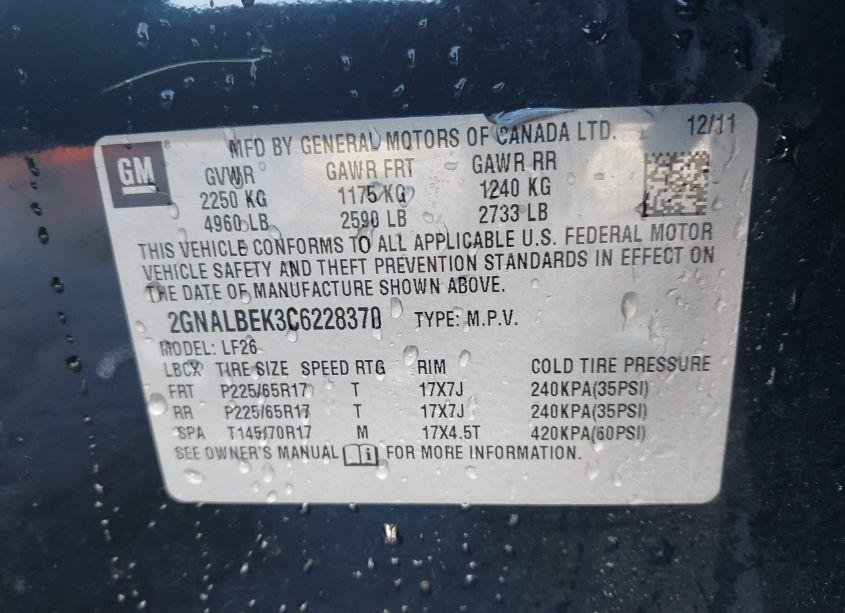 GM
®
MFD BY GENERAL MOTORS OF CANADA LTD. 12/11
GVWR GAWR FRT GAWR RR
2250 KG 1175 KG 1240 KG
4960 LB 2590 LB 2733 LB
THIS VEHICLE CONFORMS TO ALL APPLICABLE U.S. FEDERAL MOTOR
VEHICLE SAFETY AND THEFT PREVENTION STANDARDS IN EFFECT ON
THE DATE OF MANUFACTURE SHOWN ABOVE.
2GNALBEK3C6228370 TYPE: M.P.V.
MODEL: LF26
LBCX TIRE SIZE SPEED RTG RIM COLD TIRE PRESSURE
FRT P225/65R17 T 17X7J 240KPA(35PSI)
RR P225/65R17 T 17X7J 240KPA(35PSI)
SPA T145/70R17 M 17X4.5T 420KPA(60PSI)
SEE OWNER'S MANUAL i FOR MORE INFORMATION.